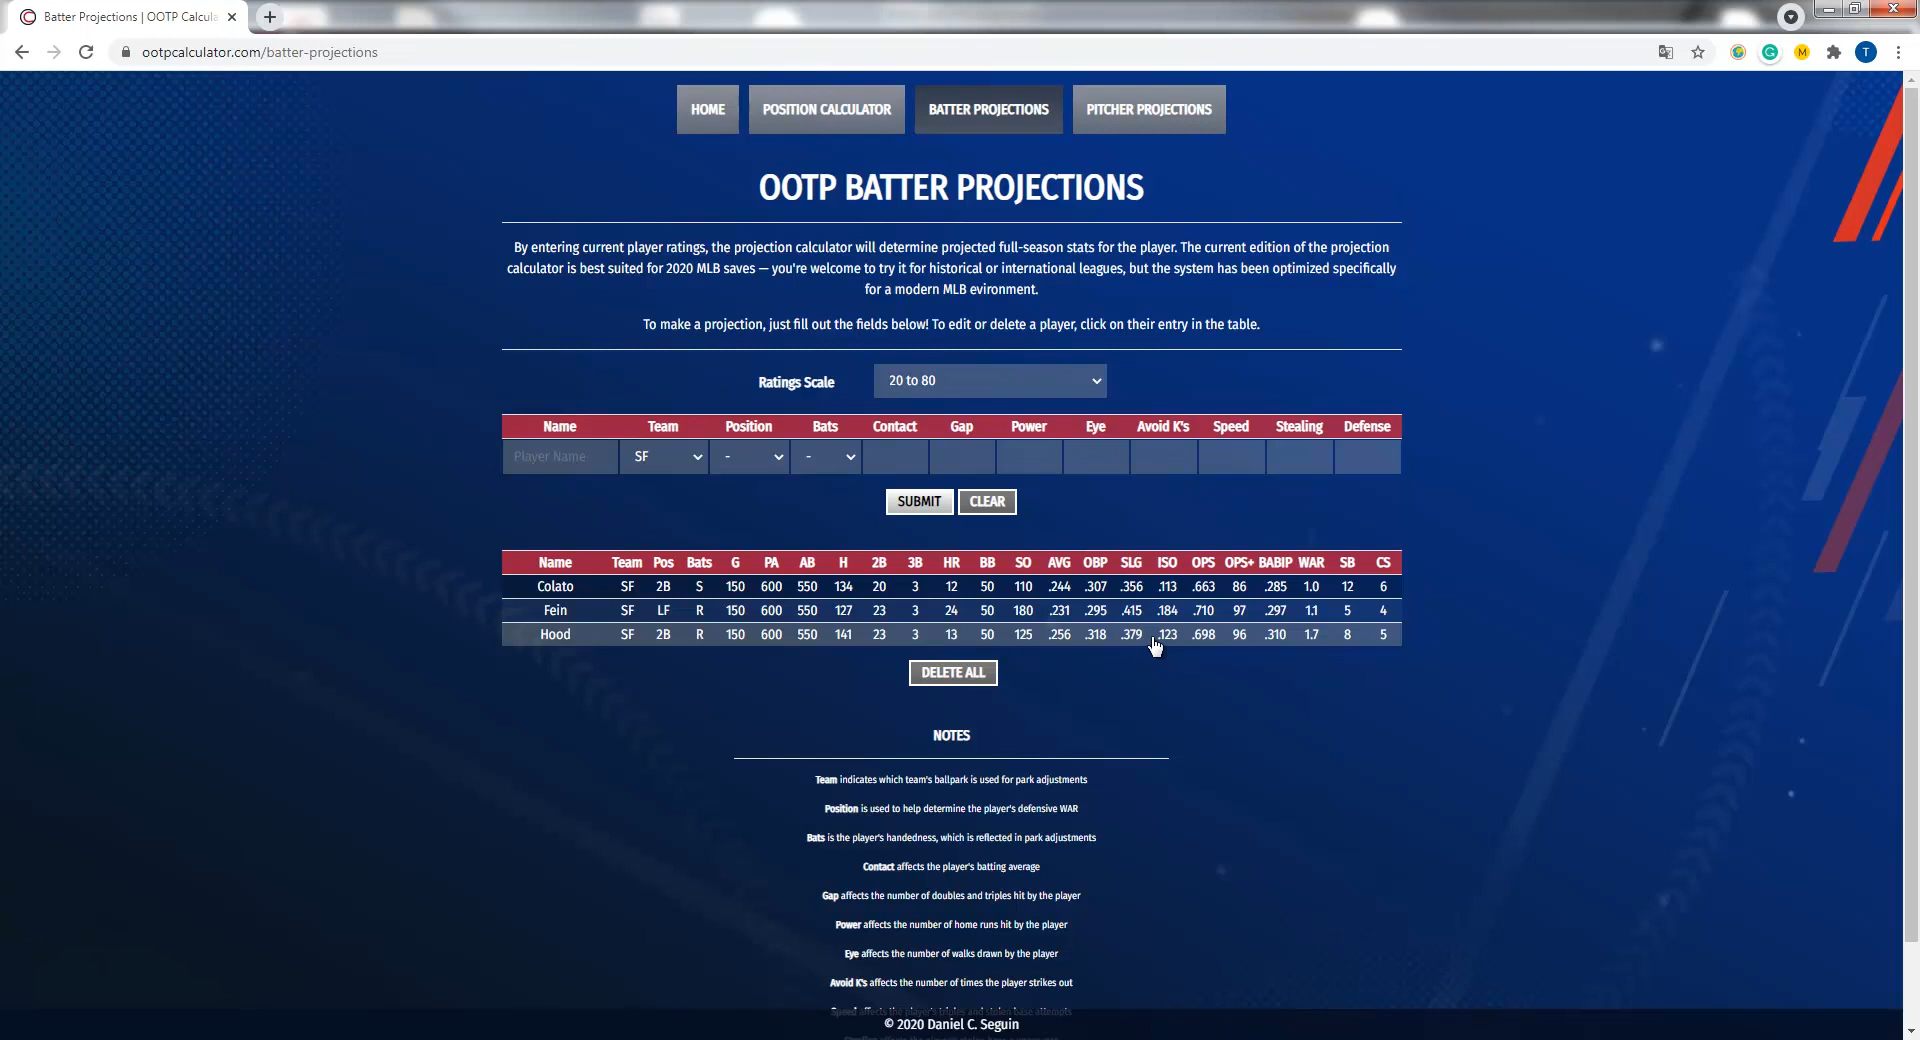 Batter Projections | OOTP Calcula
ootpcalculator.com/batter-projections
M
T
HOME
POSITION CALCULATOR
BATTER PROJECTIONS
PITCHER PROJECTIONS
OOTP BATTER PROJECTIONS
By entering current player ratings, the projection calculator will determine projected full-season stats for the player. The current edition of the projection
calculator is best suited for 2020 MLB saves — you're welcome to try it for historical or international leagues, but the system has been optimized specifically
for a modern MLB evironment.
To make a projection, just fill out the fields below! To edit or delete a player, click on their entry in the table.
Ratings Scale 20 to 80
Name Team Position Bats Contact Gap Power Eye Avoid K's Speed Stealing Defense
Player Name SF - -
SUBMIT CLEAR
Name Team Pos Bats G PA AB H 2B 3B HR BB SO AVG OBP SLG ISO OPS OPS+ BABIP WAR SB CS
Colato SF 2B S 150 600 550 134 20 3 12 50 110 .244 .307 .356 .113 .663 86 .285 1.0 12 6
Fein SF LF R 150 600 550 127 23 3 24 50 180 .231 .295 .415 .184 .710 97 .297 1.1 5 4
Hood SF 2B R 150 600 550 141 23 3 13 50 125 .256 .318 .379 .123 .698 96 .310 1.7 8 5
DELETE ALL
NOTES
Team indicates which team's ballpark is used for park adjustments
Position is used to help determine the player's defensive WAR
Bats is the player's handedness, which is reflected in park adjustments
Contact affects the player's batting average
Gap affects the number of doubles and triples hit by the player
Power affects the number of home runs hit by the player
Eye affects the number of walks drawn by the player
Avoid K's affects the number of times the player strikes out
Speed affects the player's triples and stolen base attempts
© 2020 Daniel C. Seguin